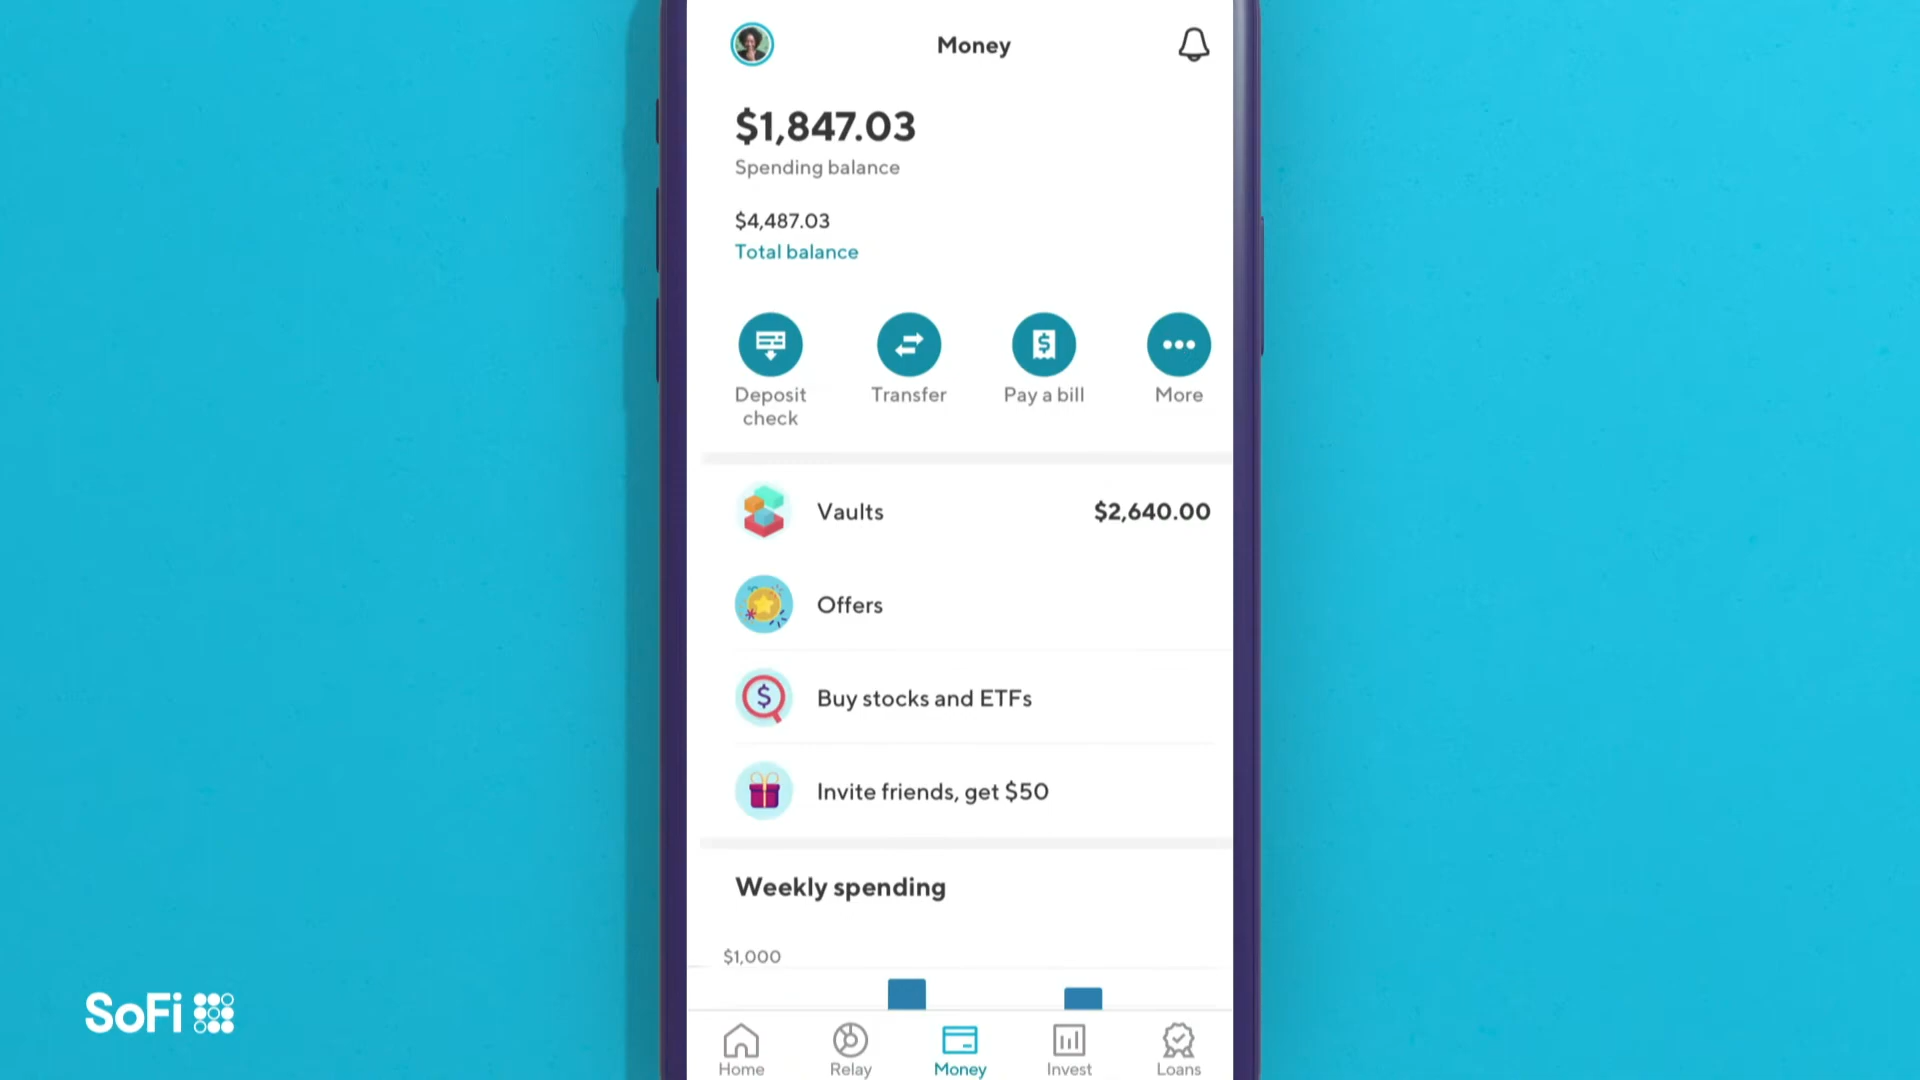 Money
$1,847.03
Spending balance
$4,487.03
Total balance
Deposit
check
Transfer
Pay a bill
More
Vaults
$2,640.00
Offers
Buy stocks and ETFs
Invite friends, get $50
Weekly spending
$1,000
Home
Relay
Money
Invest
Loans
SoFi